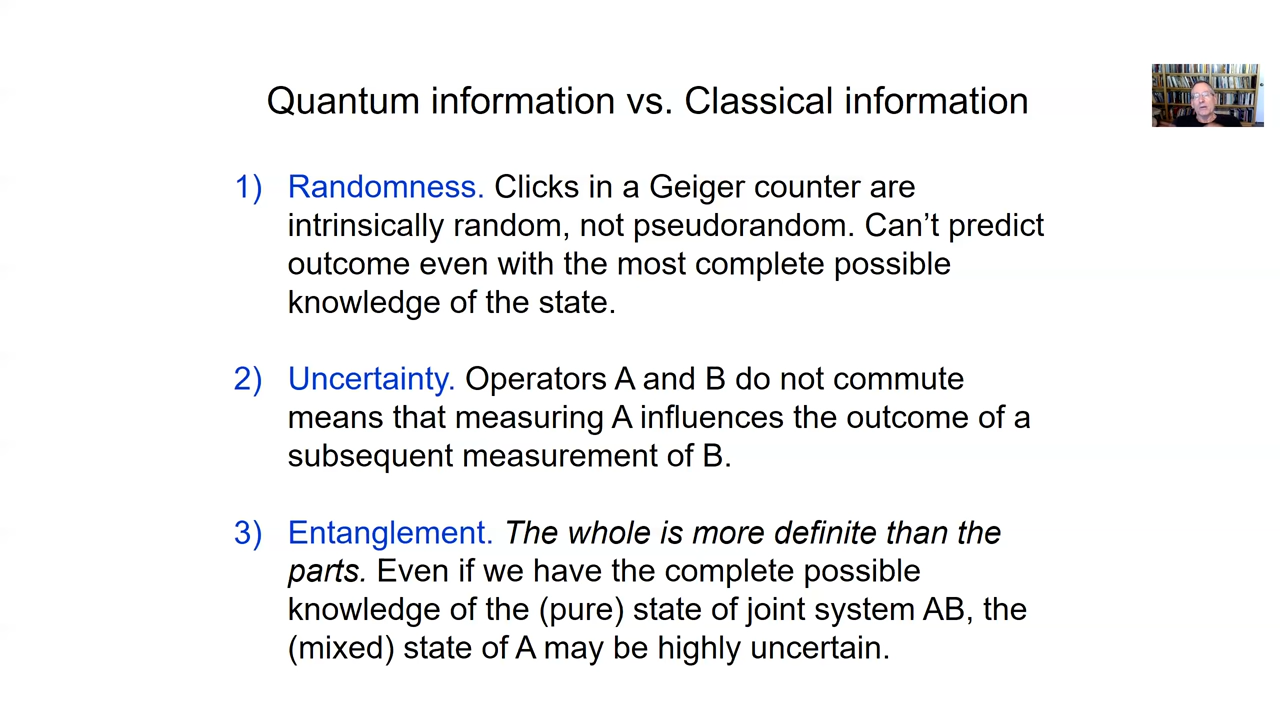 Quantum information vs. Classical information
1) Randomness. Clicks in a Geiger counter are
intrinsically random, not pseudorandom. Can’t predict
outcome even with the most complete possible
knowledge of the state.
2) Uncertainty. Operators A and B do not commute
means that measuring A influences the outcome of a
subsequent measurement of B.
3) Entanglement. The whole is more definite than the
parts. Even if we have the complete possible
knowledge of the (pure) state of joint system AB, the
(mixed) state of A may be highly uncertain.